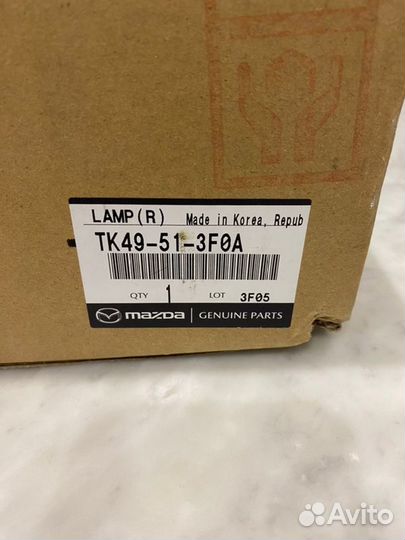 LAMP(R) Made in Korea, Repub
TK49-51-3F0A
QTY 1 LOT 3F05
mazda GENUINE PARTS
Avito